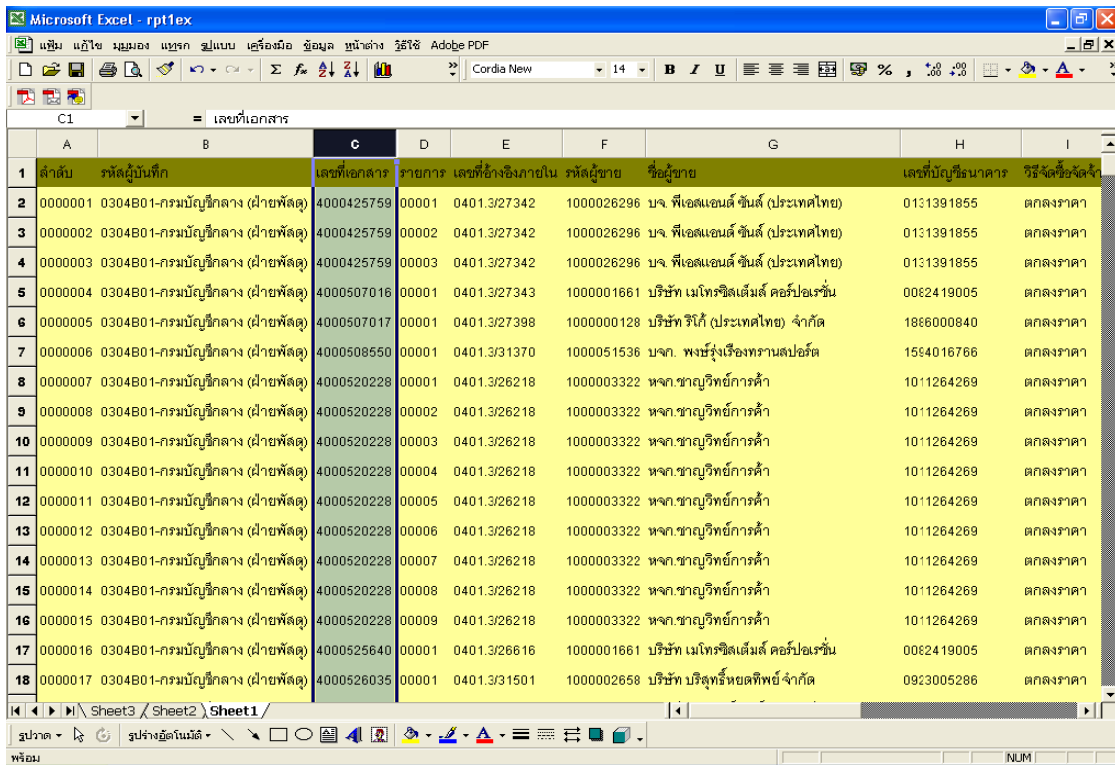 Microsoft Excel - rpt1ex
แฟ้ม แก้ไข มุมมอง แทรก รูปแบบ เครื่องมือ ข้อมูล หน้าต่าง วิธีใช้ Adobe PDF
Cordia New 14 B I U % ,
C1 = เลขที่เอกสาร
A B C D E F G H I
1 ลำดับ รหัสผู้บันทึก เลขที่เอกสาร รายการ เลขที่อ้างอิงภายใน รหัสผู้ขาย ชื่อผู้ขาย เลขที่บัญชีธนาคาร วิธีจัดซื้อจัดจ้า
2 0000001 0304B01-กรมบัญชีกลาง (ฝ่ายพัสดุ) 4000425759 00001 0401.3/27342 1000026296 บจ. พีเอสแอนด์ ซันส์ (ประเทศไทย) 0131391855 ตกลงราคา
3 0000002 0304B01-กรมบัญชีกลาง (ฝ่ายพัสดุ) 4000425759 00002 0401.3/27342 1000026296 บจ. พีเอสแอนด์ ซันส์ (ประเทศไทย) 0131391855 ตกลงราคา
4 0000003 0304B01-กรมบัญชีกลาง (ฝ่ายพัสดุ) 4000425759 00003 0401.3/27342 1000026296 บจ. พีเอสแอนด์ ซันส์ (ประเทศไทย) 0131391855 ตกลงราคา
5 0000004 0304B01-กรมบัญชีกลาง (ฝ่ายพัสดุ) 4000507016 00001 0401.3/27343 1000001661 บริษัท เมโทรซิสเต็มส์ คอร์ปอเรชั่น 0082419005 ตกลงราคา
6 0000005 0304B01-กรมบัญชีกลาง (ฝ่ายพัสดุ) 4000507017 00001 0401.3/27398 1000000128 บริษัท ริโก้ (ประเทศไทย) จำกัด 1886000840 ตกลงราคา
7 0000006 0304B01-กรมบัญชีกลาง (ฝ่ายพัสดุ) 4000508550 00001 0401.3/31370 1000051536 บจก. พงษ์รุ่งเรืองทรานสปอร์ต 1594016766 ตกลงราคา
8 0000007 0304B01-กรมบัญชีกลาง (ฝ่ายพัสดุ) 4000520228 00001 0401.3/26218 1000003322 หจก.ชาญวิทย์การค้า 1011264269 ตกลงราคา
9 0000008 0304B01-กรมบัญชีกลาง (ฝ่ายพัสดุ) 4000520228 00002 0401.3/26218 1000003322 หจก.ชาญวิทย์การค้า 1011264269 ตกลงราคา
10 0000009 0304B01-กรมบัญชีกลาง (ฝ่ายพัสดุ) 4000520228 00003 0401.3/26218 1000003322 หจก.ชาญวิทย์การค้า 1011264269 ตกลงราคา
11 0000010 0304B01-กรมบัญชีกลาง (ฝ่ายพัสดุ) 4000520228 00004 0401.3/26218 1000003322 หจก.ชาญวิทย์การค้า 1011264269 ตกลงราคา
12 0000011 0304B01-กรมบัญชีกลาง (ฝ่ายพัสดุ) 4000520228 00005 0401.3/26218 1000003322 หจก.ชาญวิทย์การค้า 1011264269 ตกลงราคา
13 0000012 0304B01-กรมบัญชีกลาง (ฝ่ายพัสดุ) 4000520228 00006 0401.3/26218 1000003322 หจก.ชาญวิทย์การค้า 1011264269 ตกลงราคา
14 0000013 0304B01-กรมบัญชีกลาง (ฝ่ายพัสดุ) 4000520228 00007 0401.3/26218 1000003322 หจก.ชาญวิทย์การค้า 1011264269 ตกลงราคา
15 0000014 0304B01-กรมบัญชีกลาง (ฝ่ายพัสดุ) 4000520228 00008 0401.3/26218 1000003322 หจก.ชาญวิทย์การค้า 1011264269 ตกลงราคา
16 0000015 0304B01-กรมบัญชีกลาง (ฝ่ายพัสดุ) 4000520228 00009 0401.3/26218 1000003322 หจก.ชาญวิทย์การค้า 1011264269 ตกลงราคา
17 0000016 0304B01-กรมบัญชีกลาง (ฝ่ายพัสดุ) 4000525640 00001 0401.3/26616 1000001661 บริษัท เมโทรซิสเต็มส์ คอร์ปอเรชั่น 0082419005 ตกลงราคา
18 0000017 0304B01-กรมบัญชีกลาง (ฝ่ายพัสดุ) 4000526035 00001 0401.3/31501 1000002658 บริษัท บริสุทธิ์หยดทิพย์ จำกัด 0923005286 ตกลงราคา
Sheet3 Sheet2 Sheet1
รูปวาด รูปร่างอัตโนมัติ
พร้อม NUM